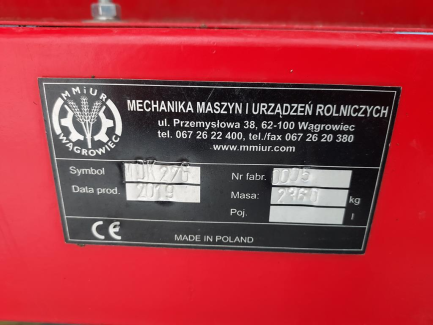 MMiUR
WĄGROWIEC
MECHANIKA MASZYN I URZĄDZEŃ ROLNICZYCH
ul. Przemysłowa 38, 62-100 Wągrowiec
tel. 067 26 22 400, tel./fax 067 26 20 380
www.mmiur.com
Symbol Nr fabr. 005
Data prod. 2019 Masa: 2360 kg
Poj. l
CE MADE IN POLAND